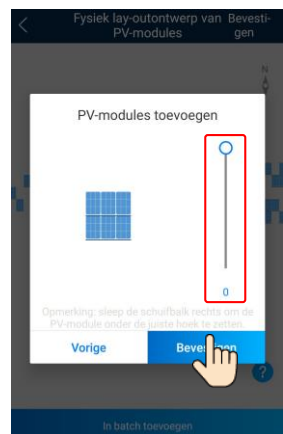 Fysiek lay-outontwerp van Bevesti-
PV-modules gen
N
PV-modules toevoegen
0
Opmerking: sleep de schuifbalk rechts om de
PV-module onder de juiste hoek te zetten.
Vorige Bevestigen
?
In batch toevoegen